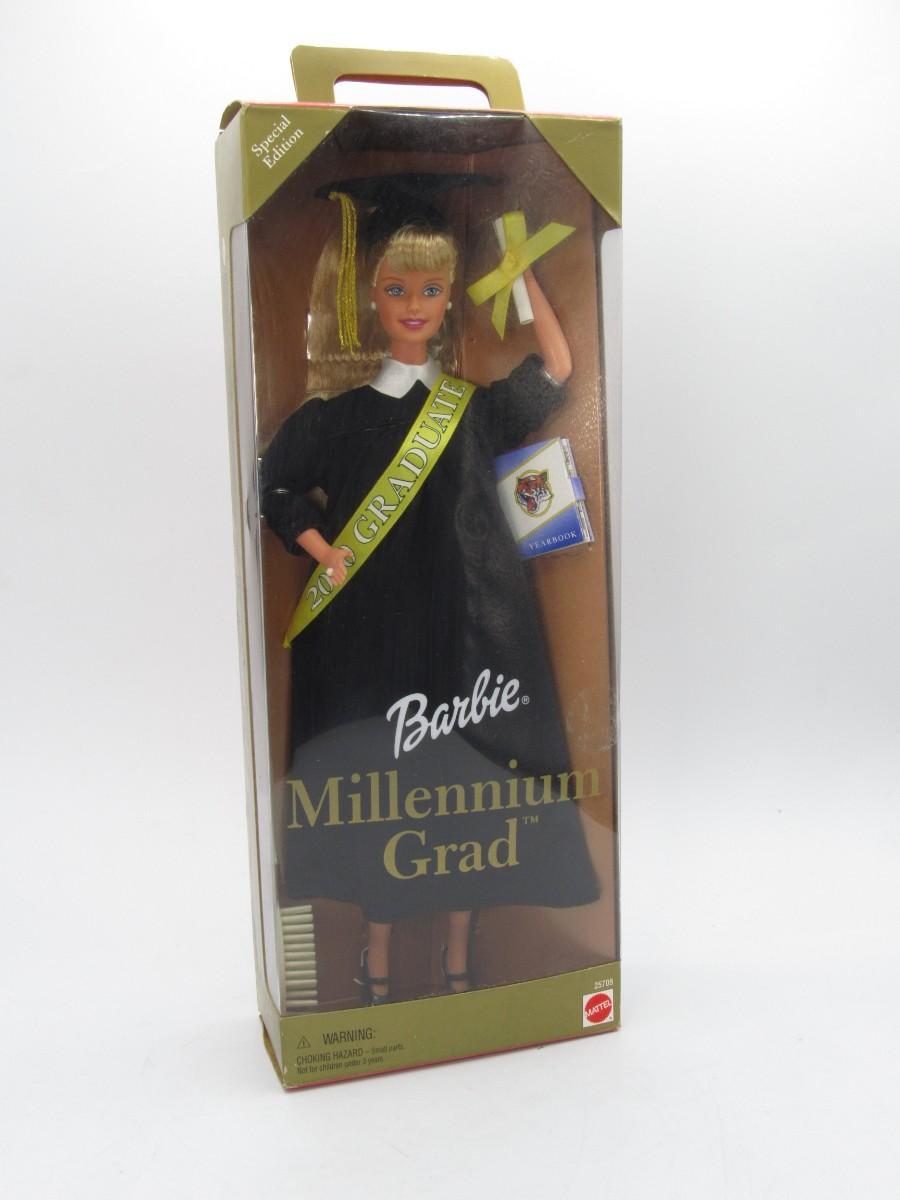 Special
Edition
2000 GRADUATE
YEARBOOK
Barbie®
Millennium
Grad™
25708
MATTEL
⚠ WARNING:
CHOKING HAZARD – Small parts.
Not for children under 3 years.